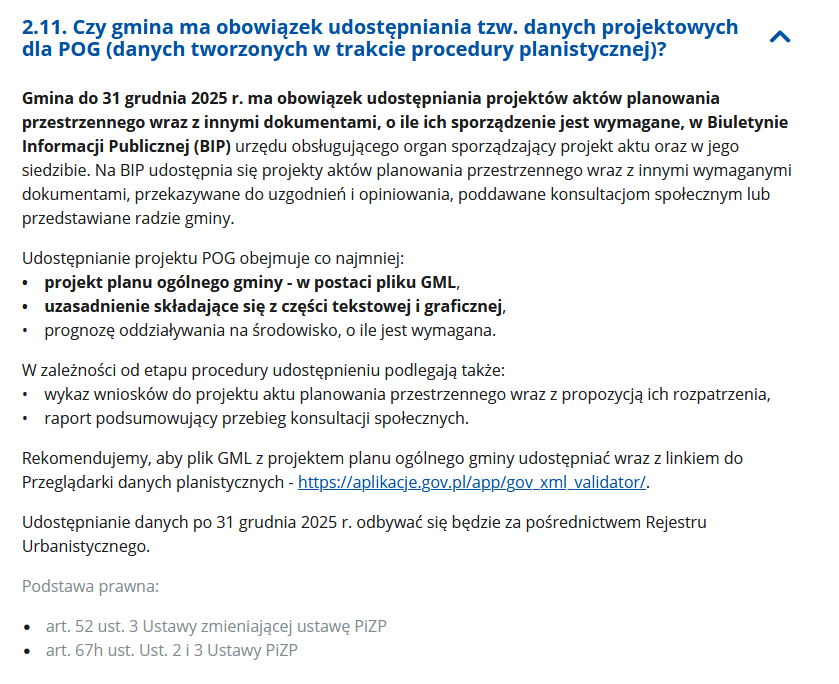 2.11. Czy gmina ma obowiązek udostępniania tzw. danych projektowych
dla POG (danych tworzonych w trakcie procedury planistycznej)?
Gmina do 31 grudnia 2025 r. ma obowiązek udostępniania projektów aktów planowania
przestrzennego wraz z innymi dokumentami, o ile ich sporządzenie jest wymagane, w Biuletynie
Informacji Publicznej (BIP) urzędu obsługującego organ sporządzający projekt aktu oraz w jego
siedzibie. Na BIP udostępnia się projekty aktów planowania przestrzennego wraz z innymi wymaganymi
dokumentami, przekazywane do uzgodnień i opiniowania, poddawane konsultacjom społecznym lub
przedstawiane radzie gminy.
Udostępnianie projektu POG obejmuje co najmniej:
• projekt planu ogólnego gminy - w postaci pliku GML,
• uzasadnienie składające się z części tekstowej i graficznej,
• prognozę oddziaływania na środowisko, o ile jest wymagana.
W zależności od etapu procedury udostępnieniu podlegają także:
• wykaz wniosków do projektu aktu planowania przestrzennego wraz z propozycją ich rozpatrzenia,
• raport podsumowujący przebieg konsultacji społecznych.
Rekomendujemy, aby plik GML z projektem planu ogólnego gminy udostępniać wraz z linkiem do
Przeglądarki danych planistycznych - https://aplikacje.gov.pl/app/gov_xml_validator/.
Udostępnianie danych po 31 grudnia 2025 r. odbywać się będzie za pośrednictwem Rejestru
Urbanistycznego.
Podstawa prawna:
• art. 52 ust. 3 Ustawy zmieniającej ustawę PiZP
• art. 67h ust. Ust. 2 i 3 Ustawy PiZP